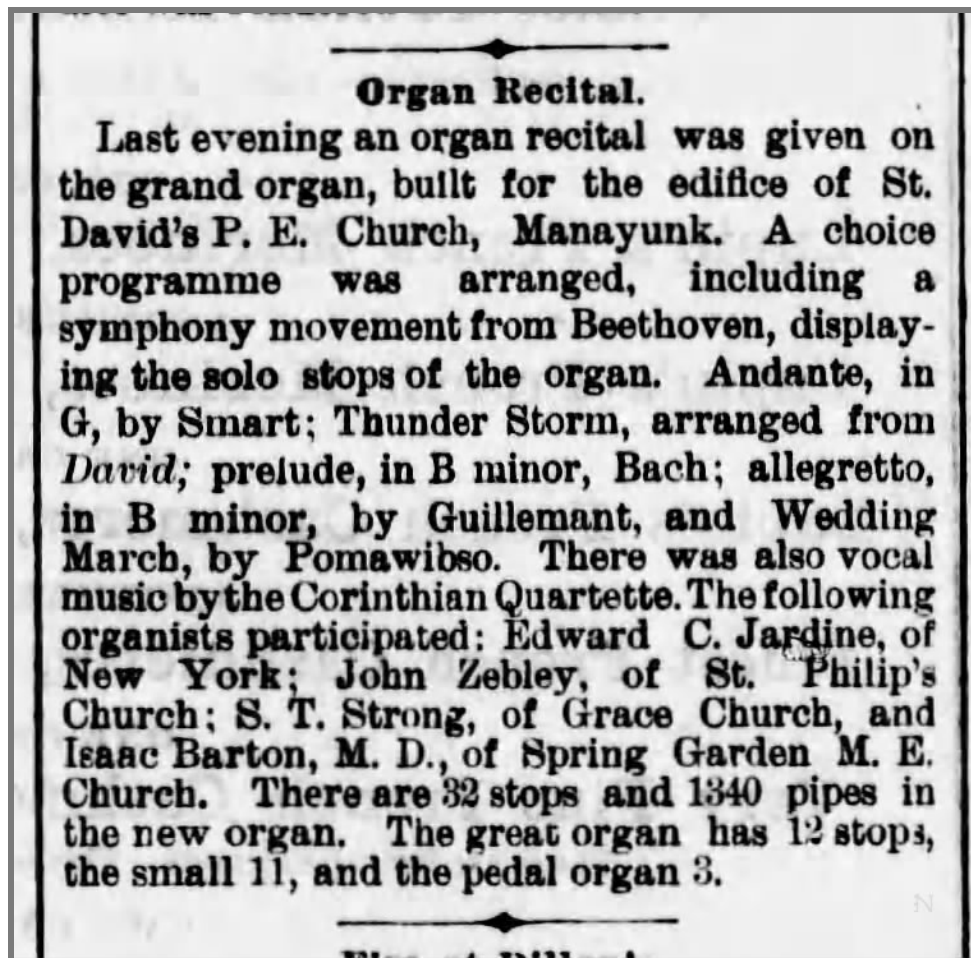 Organ Recital.
Last evening an organ recital was given on
the grand organ, built for the edifice of St.
David's P. E. Church, Manayunk. A choice
programme was arranged, including a
symphony movement from Beethoven, display-
ing the solo stops of the organ. Andante, in
G, by Smart; Thunder Storm, arranged from
David; prelude, in B minor, Bach; allegretto,
in B minor, by Guillemant, and Wedding
March, by Pomawibso. There was also vocal
music by the Corinthian Quartette. The following
organists participated: Edward C. Jardine, of
New York; John Zebley, of St. Philip's
Church; S. T. Strong, of Grace Church, and
Isaac Barton, M. D., of Spring Garden M. E.
Church. There are 32 stops and 1340 pipes in
the new organ. The great organ has 12 stops,
the small 11, and the pedal organ 3.